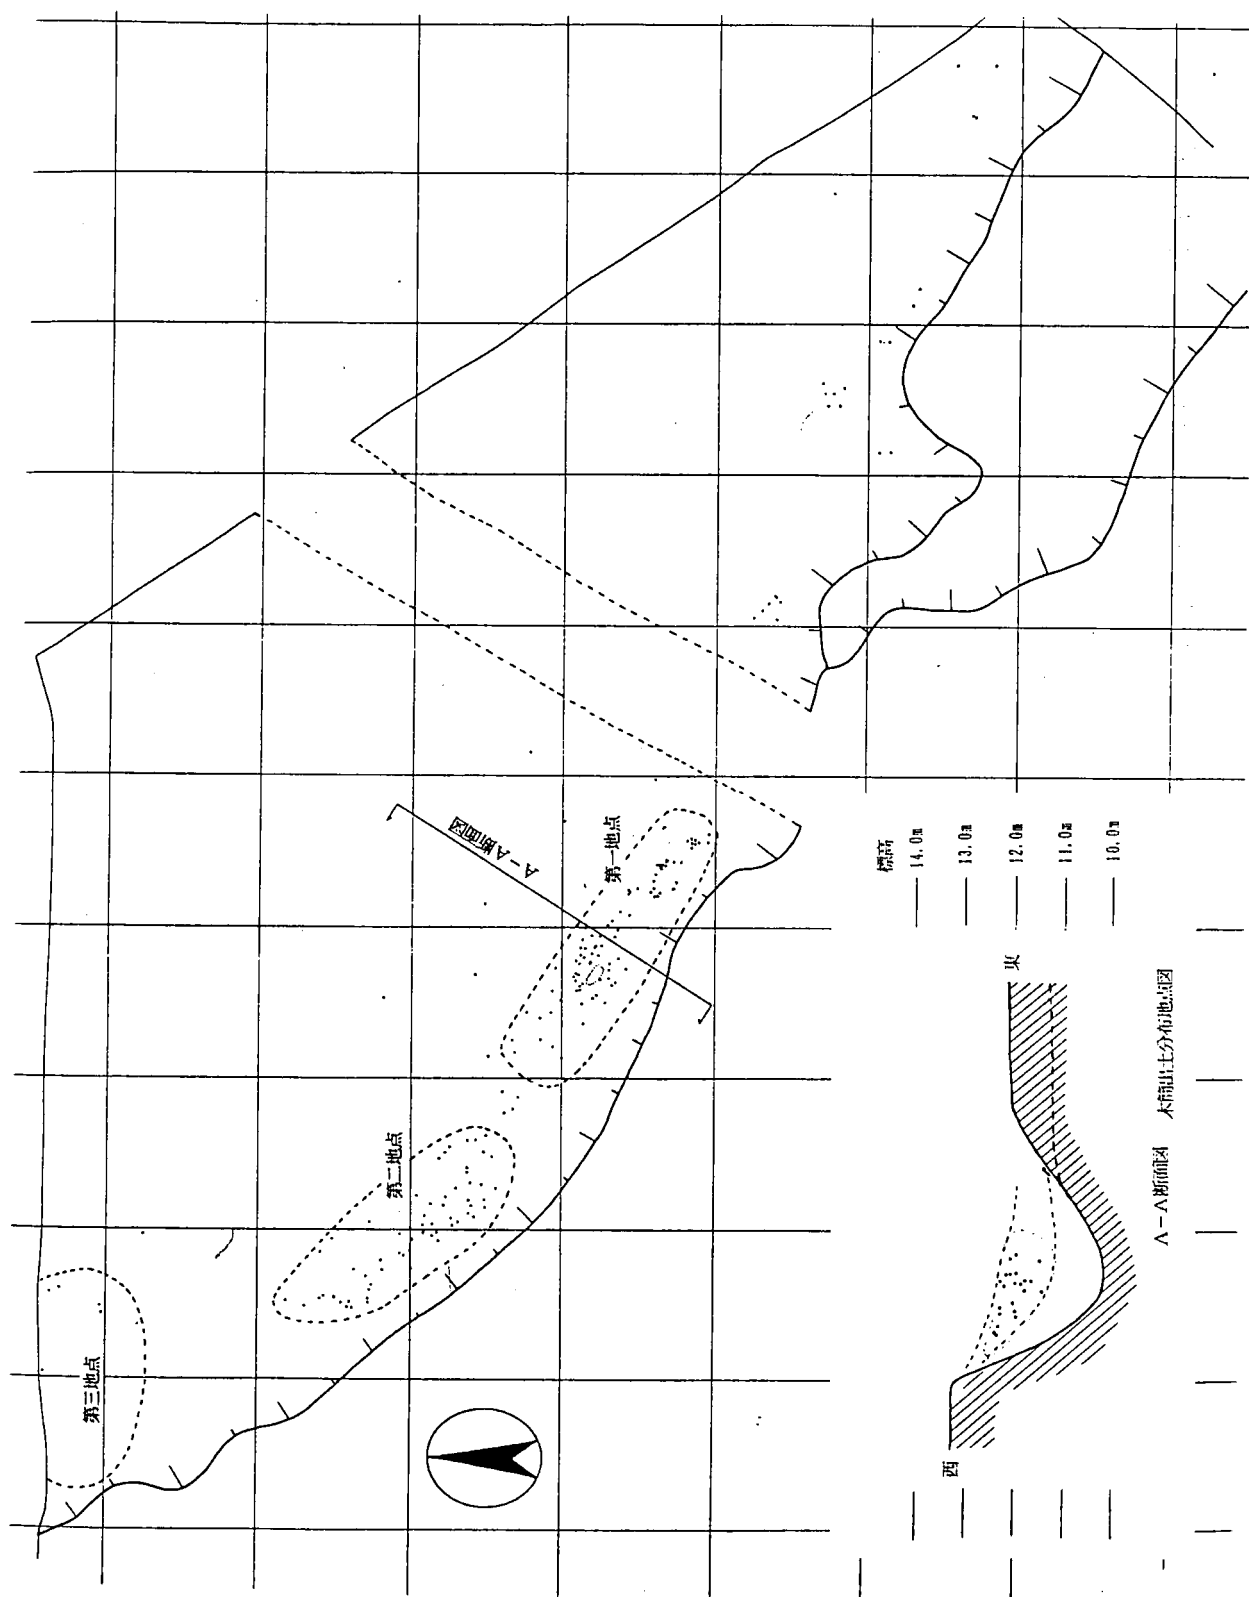 第一地点
第二地点
第三地点
A－A断面図
標高
14.0m
13.0m
12.0m
11.0m
10.0m
西
東
A－A断面図 木簡出土分布地点図